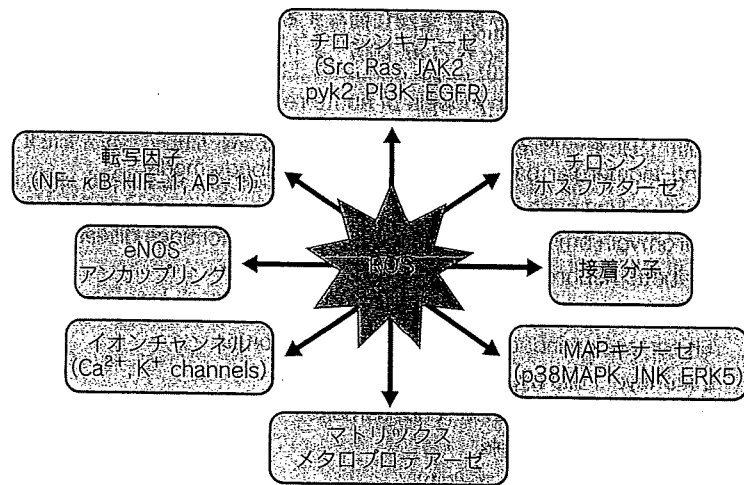 チロシンキナーゼ
(Src, Ras, JAK2,
pyk2, PI3K, EGFR)
転写因子
(NF-κB, HIF-1, AP-1)
チロシン
ホスファターゼ
eNOS
アンカップリング
ROS
接着分子
イオンチャンネル
(Ca²⁺, K⁺ channels)
MAPキナーゼ
(p38MAPK, JNK, ERK5)
マトリックス
メタロプロテアーゼ